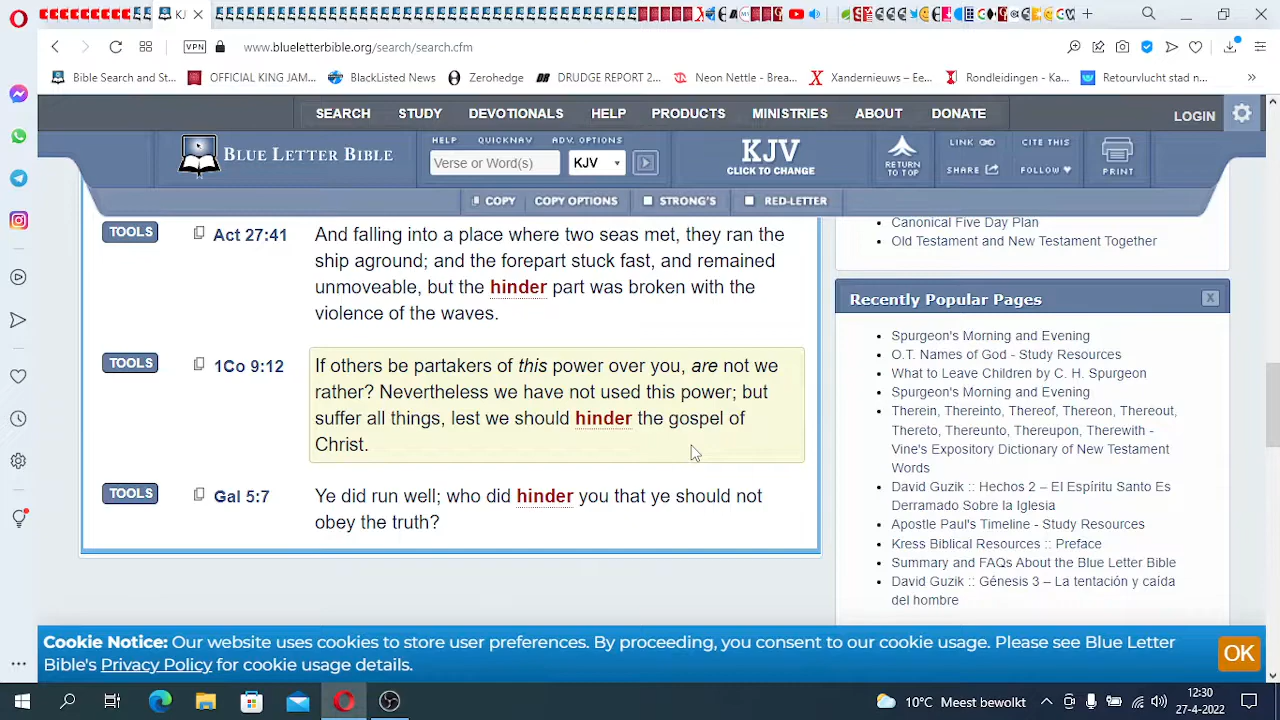 KJ
www.blueletterbible.org/search/search.cfm
VPN
Bible Search and St... OFFICIAL KING JAM... BlackListed News Zerohedge DRUDGE REPORT 2... Neon Nettle - Brea... Xandernieuws – Ee... Rondleidingen - Ka... Retourvlucht stad n... »
SEARCH STUDY DEVOTIONALS HELP PRODUCTS MINISTRIES ABOUT DONATE LOGIN
BLUE LETTER BIBLE
HELP QUICKNAV ADV. OPTIONS
Verse or Word(s) KJV
KJV
CLICK TO CHANGE
RETURN
TO TOP
LINK CITE THIS
SHARE FOLLOW
PRINT
COPY COPY OPTIONS STRONG'S RED-LETTER
TOOLS Act 27:41 And falling into a place where two seas met, they ran the
ship aground; and the forepart stuck fast, and remained
unmoveable, but the hinder part was broken with the
violence of the waves.
TOOLS 1Co 9:12 If others be partakers of this power over you, are not we
rather? Nevertheless we have not used this power; but
suffer all things, lest we should hinder the gospel of
Christ.
TOOLS Gal 5:7 Ye did run well; who did hinder you that ye should not
obey the truth?
Canonical Five Day Plan
Old Testament and New Testament Together
Recently Popular Pages X
Spurgeon's Morning and Evening
O.T. Names of God - Study Resources
What to Leave Children by C. H. Spurgeon
Spurgeon's Morning and Evening
Therein, Thereinto, Thereof, Thereon, Thereout,
Thereto, Thereunto, Thereupon, Therewith -
Vine's Expository Dictionary of New Testament
Words
David Guzik :: Hechos 2 – El Espíritu Santo Es
Derramado Sobre la Iglesia
Apostle Paul's Timeline - Study Resources
Kress Biblical Resources :: Preface
Summary and FAQs About the Blue Letter Bible
David Guzik :: Génesis 3 – La tentación y caída
del hombre
Cookie Notice: Our website uses cookies to store user preferences. By proceeding, you consent to our cookie usage. Please see Blue Letter
Bible's Privacy Policy for cookie usage details.
OK
10°C Meest bewolkt
12:30
27-4-2022